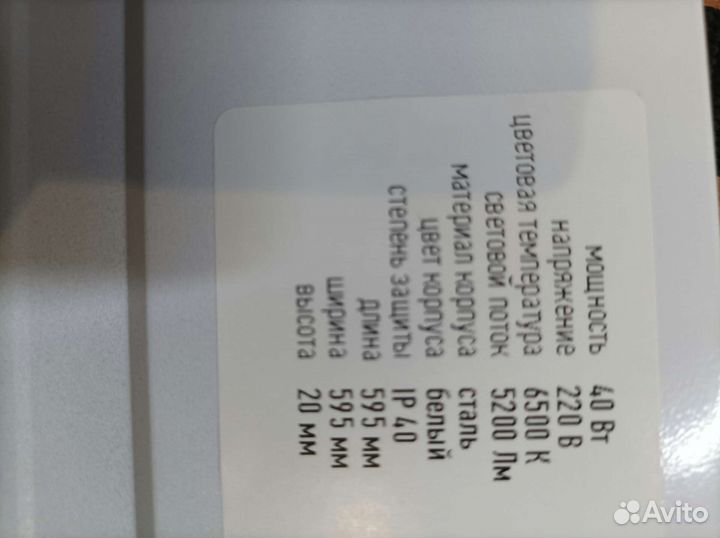 мощность 40 Вт
напряжение 220 В
цветовая температура 6500 К
световой поток 5200 Лм
материал корпуса сталь
цвет корпуса белый
степень защиты IP 40
длина 595 мм
ширина 595 мм
высота 20 мм
Avito